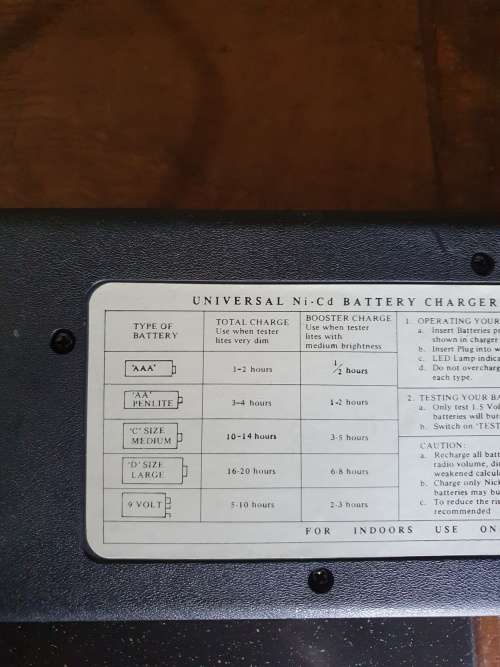 UNIVERSAL Ni-Cd BATTERY CHARGER
TYPE OF BATTERY
TOTAL CHARGE
Use when tester
lites very dim
BOOSTER CHARGE
Use when tester
lites with
medium brightness
'AAA'
1-2 hours
1/2 hours
'AA'
PENLITE
3-4 hours
1-2 hours
'C' SIZE
MEDIUM
10-14 hours
3-5 hours
'D' SIZE
LARGE
16-20 hours
6-8 hours
9 VOLT
5-10 hours
2-3 hours
1. OPERATING YOUR
a. Insert Batteries
shown in charger
b. Insert Plug into
c. LED Lamp
d. Do not
each type.
2. TESTING YOUR
a. Only test 1.5
batteries will
b. Switch on
CAUTION:
a. Recharge all
radio volume,
weakened
b. Charge only
batteries may
c. To reduce the
recommended
FOR INDOORS USE